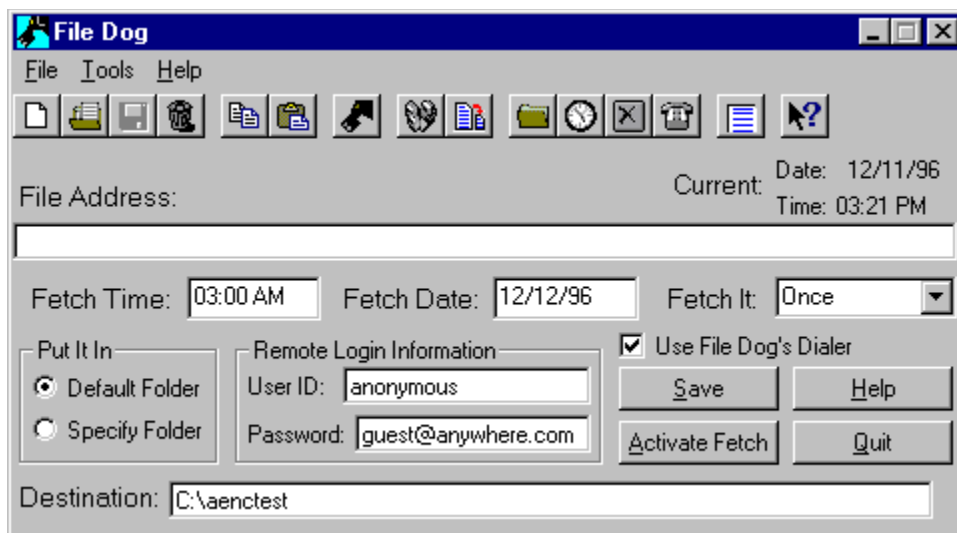 File Dog
File Tools Help
Current: Date: 12/11/96
Time: 03:21 PM
File Address:
Fetch Time: 03:00 AM Fetch Date: 12/12/96 Fetch It: Once
Put It In Remote Login Information Use File Dog's Dialer
Default Folder User ID: anonymous Save Help
Specify Folder Password: guest@anywhere.com Activate Fetch Quit
Destination: C:\aenctest